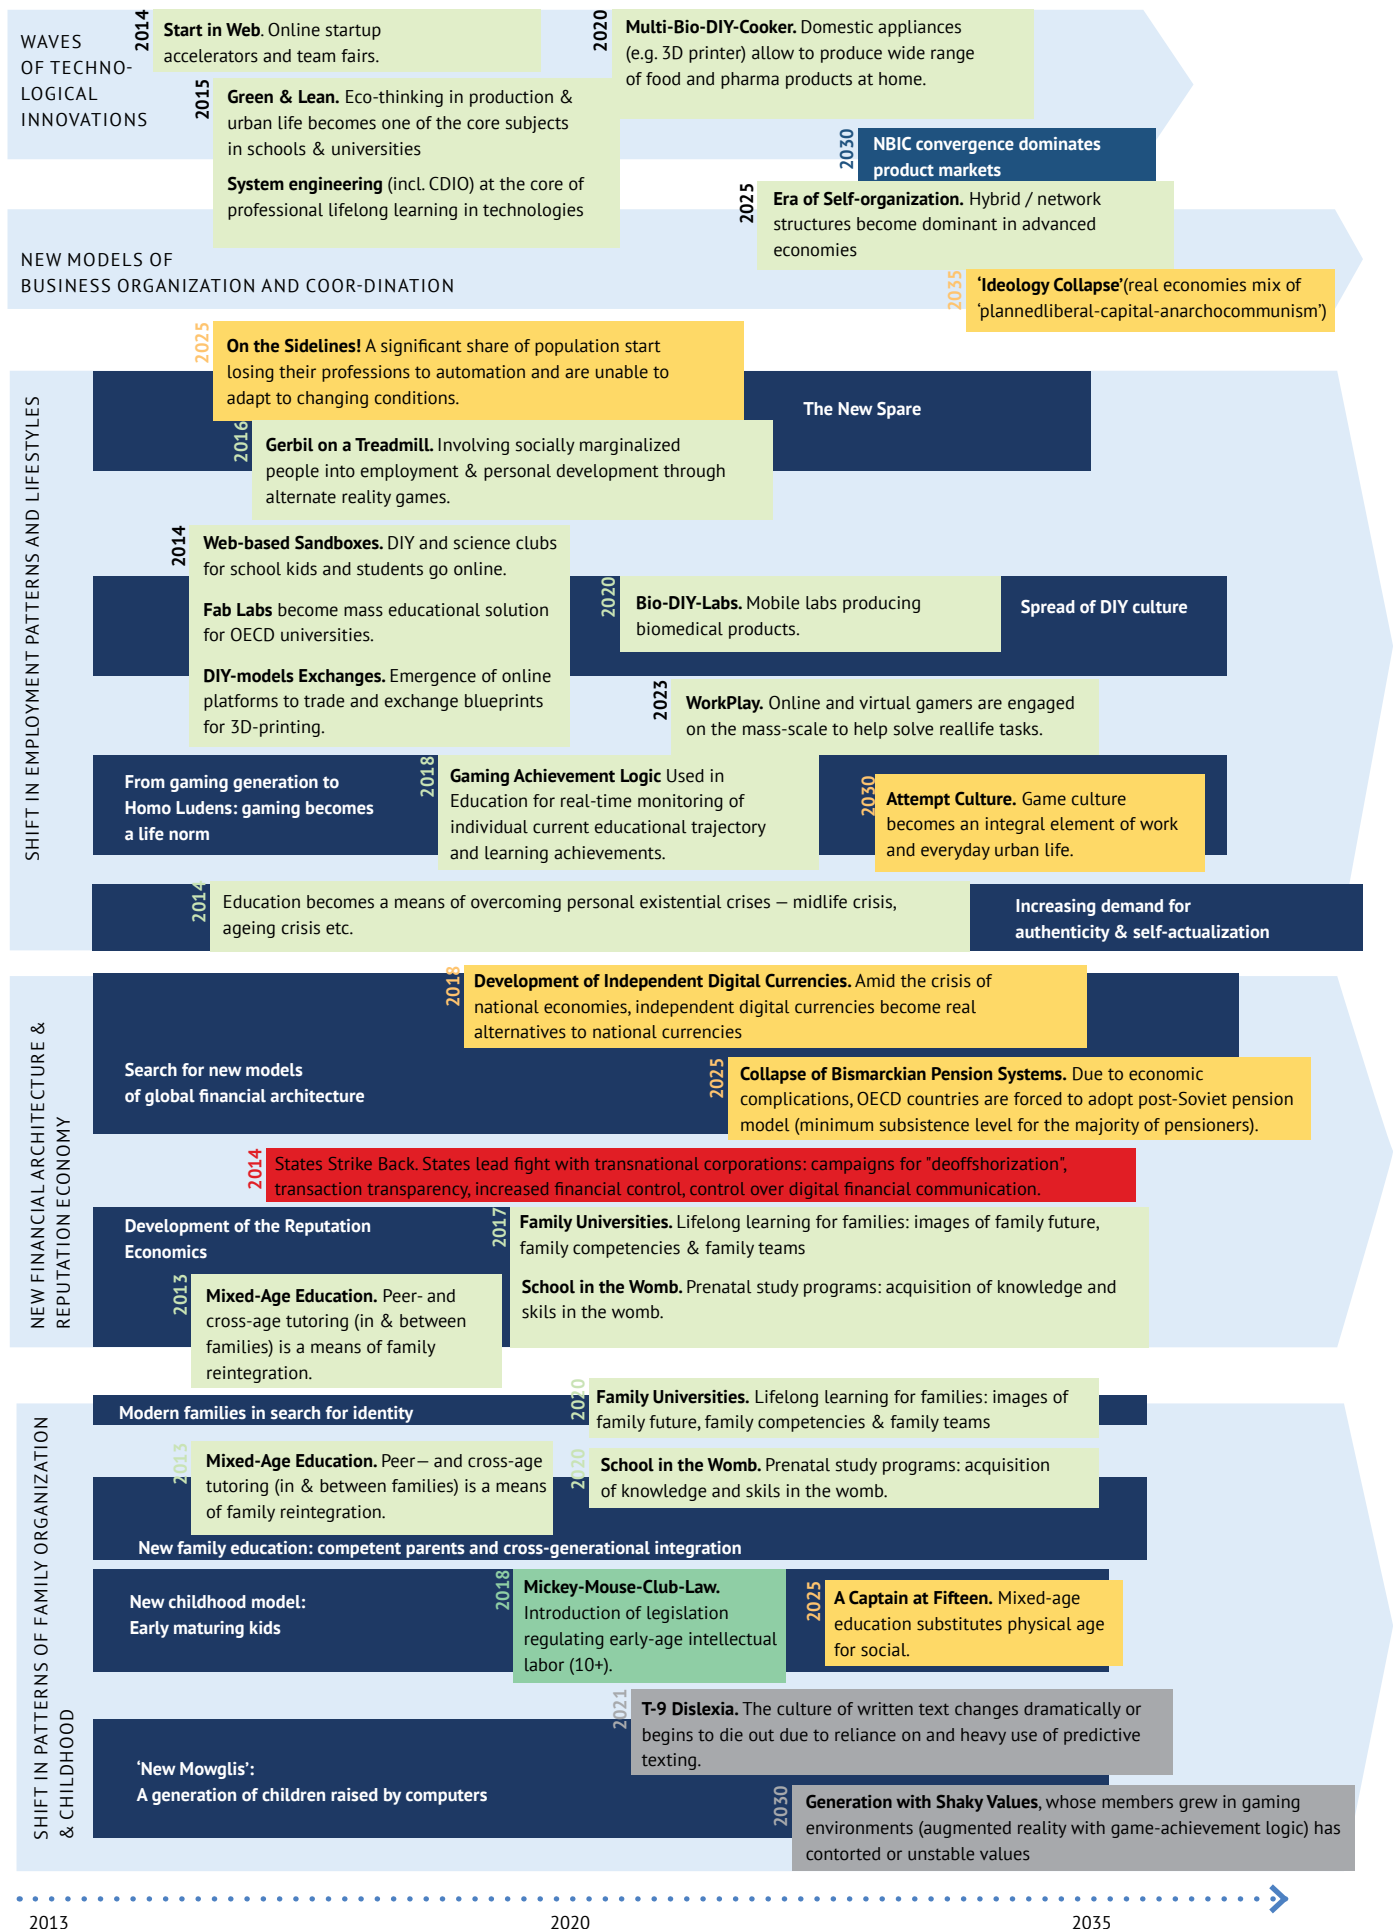 WAVES
OF TECHNO-
LOGICAL
INNOVATIONS
2014
Start in Web. Online startup
accelerators and team fairs.
2020
Multi-Bio-DIY-Cooker. Domestic appliances
(e.g. 3D printer) allow to produce wide range
of food and pharma products at home.
2015
Green & Lean. Eco-thinking in production &
urban life becomes one of the core subjects
in schools & universities
System engineering (incl. CDIO) at the core of
professional lifelong learning in technologies
2030
NBIC convergence dominates
product markets
2025
Era of Self-organization. Hybrid / network
structures become dominant in advanced
economies
NEW MODELS OF
BUSINESS ORGANIZATION AND COOR-DINATION
2035
‘Ideology Collapse’(real economies mix of
‘plannedliberal-capital-anarchocommunism’)
SHIFT IN EMPLOYMENT PATTERNS AND LIFESTYLES
2025
On the Sidelines! A significant share of population start
losing their professions to automation and are unable to
adapt to changing conditions.
The New Spare
2016
Gerbil on a Treadmill. Involving socially marginalized
people into employment & personal development through
alternate reality games.
2014
Web-based Sandboxes. DIY and science clubs
for school kids and students go online.
Fab Labs become mass educational solution
for OECD universities.
DIY-models Exchanges. Emergence of online
platforms to trade and exchange blueprints
for 3D-printing.
2020
Bio-DIY-Labs. Mobile labs producing
biomedical products.
Spread of DIY culture
2023
WorkPlay. Online and virtual gamers are engaged
on the mass-scale to help solve reallife tasks.
From gaming generation to
Homo Ludens: gaming becomes
a life norm
2018
Gaming Achievement Logic Used in
Education for real-time monitoring of
individual current educational trajectory
and learning achievements.
2030
Attempt Culture. Game culture
becomes an integral element of work
and everyday urban life.
2014
Education becomes a means of overcoming personal existential crises — midlife crisis,
ageing crisis etc.
Increasing demand for
authenticity & self-actualization
NEW FINANCIAL ARCHITECTURE &
REPUTATION ECONOMY
2018
Development of Independent Digital Currencies. Amid the crisis of
national economies, independent digital currencies become real
alternatives to national currencies
Search for new models
of global financial architecture
2025
Collapse of Bismarckian Pension Systems. Due to economic
complications, OECD countries are forced to adopt post-Soviet pension
model (minimum subsistence level for the majority of pensioners).
2014
States Strike Back. States lead fight with transnational corporations: campaigns for "deoffshorization",
transaction transparency, increased financial control, control over digital financial communication.
Development of the Reputation
Economics
2017
Family Universities. Lifelong learning for families: images of family future,
family competencies & family teams
School in the Womb. Prenatal study programs: acquisition of knowledge and
skils in the womb.
2013
Mixed-Age Education. Peer- and
cross-age tutoring (in & between
families) is a means of family
reintegration.
SHIFT IN PATTERNS OF FAMILY ORGANIZATION
& CHILDHOOD
Modern families in search for identity
2020
Family Universities. Lifelong learning for families: images of
family future, family competencies & family teams
2013
Mixed-Age Education. Peer— and cross-age
tutoring (in & between families) is a means
of family reintegration.
2020
School in the Womb. Prenatal study programs: acquisition
of knowledge and skils in the womb.
New family education: competent parents and cross-generational integration
New childhood model:
Early maturing kids
2018
Mickey-Mouse-Club-Law.
Introduction of legislation
regulating early-age intellectual
labor (10+).
2025
A Captain at Fifteen. Mixed-age
education substitutes physical age
for social.
2021
T-9 Dislexia. The culture of written text changes dramatically or
begins to die out due to reliance on and heavy use of predictive
texting.
‘New Mowglis’:
A generation of children raised by computers
2030
Generation with Shaky Values, whose members grew in gaming
environments (augmented reality with game-achievement logic) has
contorted or unstable values
2013
2020
2035